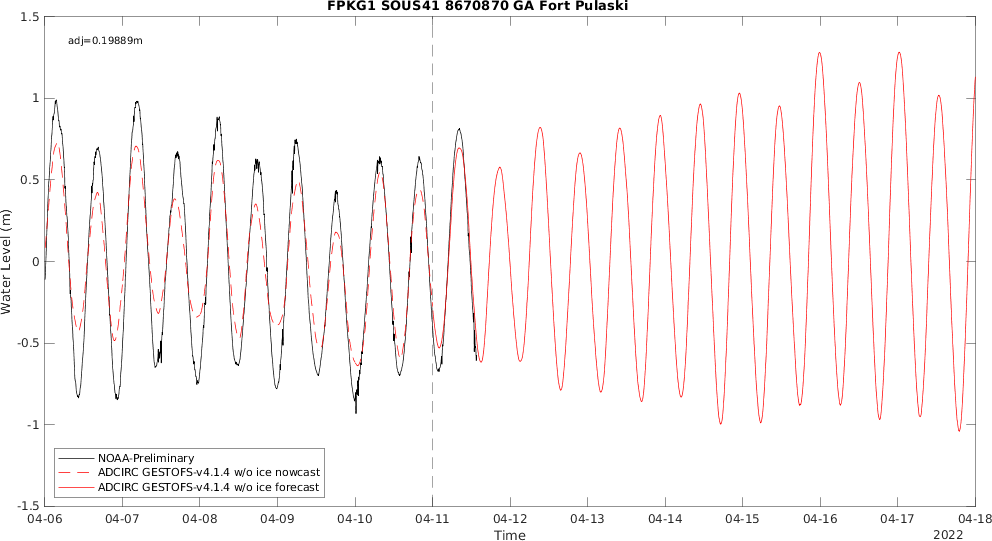 FPKG1 SOUS41 8670870 GA Fort Pulaski
adj=0.19889m
1.5
1
0.5
0
-0.5
-1
-1.5
Water Level (m)
NOAA-Preliminary
ADCIRC GESTOFS-v4.1.4 w/o ice nowcast
ADCIRC GESTOFS-v4.1.4 w/o ice forecast
04-06 04-07 04-08 04-09 04-10 04-11 04-12 04-13 04-14 04-15 04-16 04-17 04-18
Time
2022